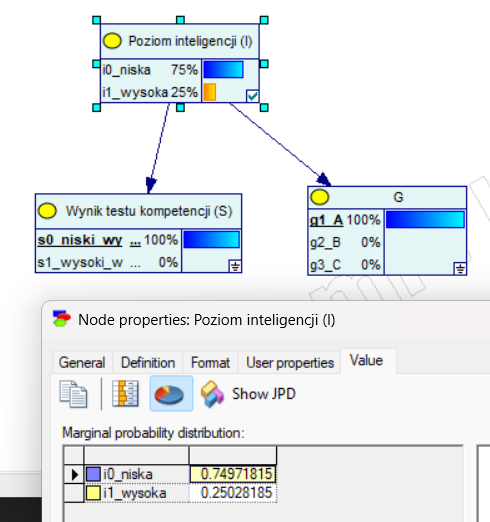 Poziom inteligencji (I)
i0_niska 75%
i1_wysoka 25%
Wynik testu kompetencji (S)
s0_niski_wy ... 100%
s1_wysoki_w ... 0%
G
g1_A 100%
g2_B 0%
g3_C 0%
Node properties: Poziom inteligencji (I)
General Definition Format User properties Value
Show JPD
Marginal probability distribution:
i0_niska 0.74971815
i1_wysoka 0.25028185